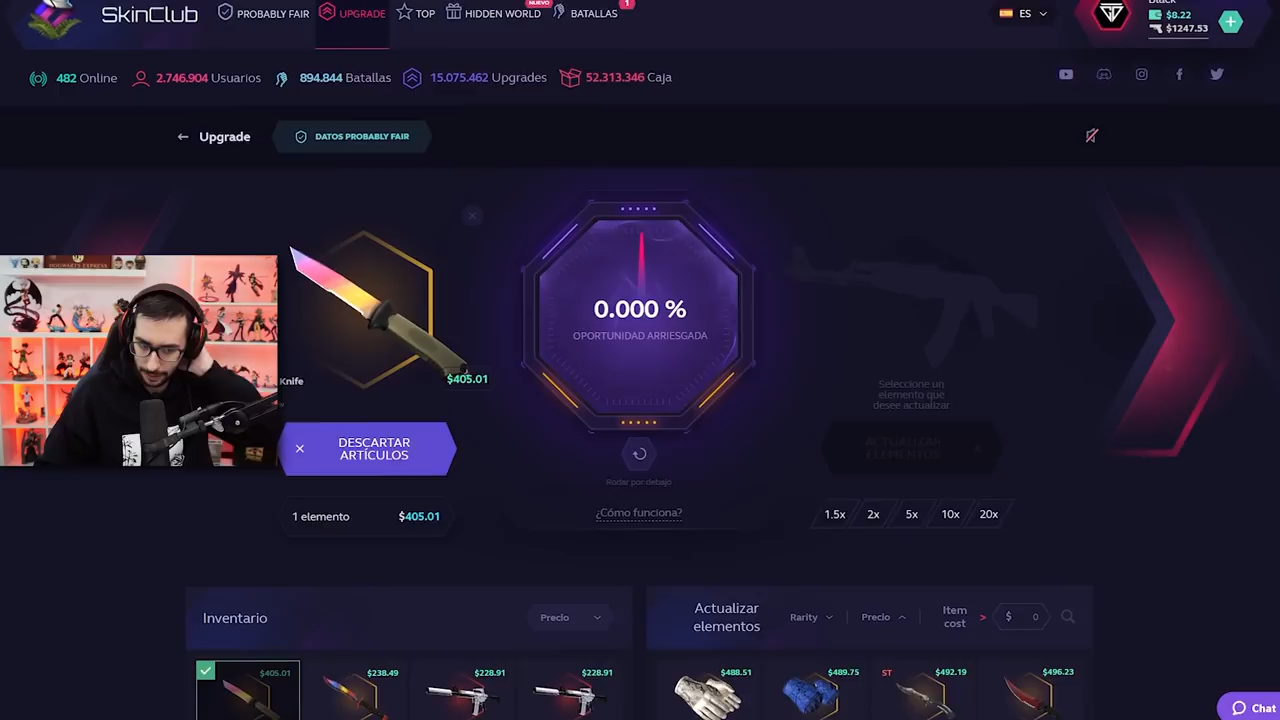 SkinClub
PROBABLY FAIR
UPGRADE
TOP
NUEVO
HIDDEN WORLD
1
BATALLAS
ES
$8.22
$1247.53
482 Online
2.746.904 Usuarios
894.844 Batallas
15.075.462 Upgrades
52.313.346 Caja
Upgrade
DATOS PROBABLY FAIR
HOGWARTS EXPRESS
Knife
$405.01
DESCARTAR
ARTÍCULOS
1 elemento
$405.01
0.000 %
OPORTUNIDAD ARRIESGADA
Rodar por debajo
¿Cómo funciona?
Seleccione un
elemento que
desee actualizar
ACTUALIZAR
ELEMENTOS
1.5x
2x
5x
10x
20x
Inventario
Precio
Actualizar
elementos
Rarity
Precio
Item
cost
>
$ 0
$405.01
$238.49
$228.91
$228.91
$488.51
$489.75
ST
$492.19
$496.23
Chat